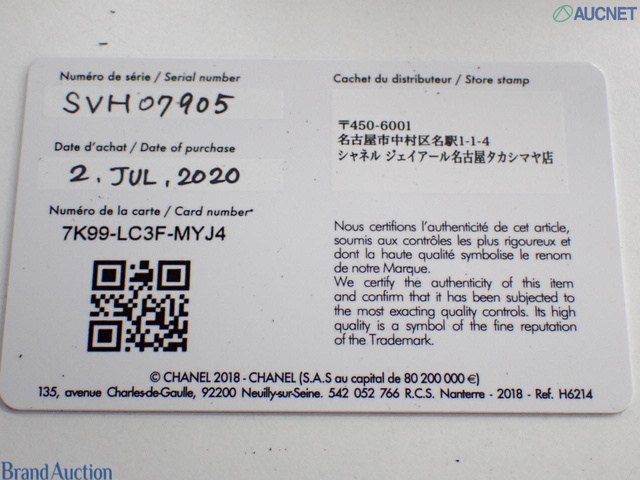 AUCNET
Numéro de série / Serial number
SVH07905
Date d'achat / Date of purchase
2. JUL, 2020
Numéro de la carte / Card number*
7K99-LC3F-MYJ4
Cachet du distributeur / Store stamp
〒450-6001
名古屋市中村区名駅1-1-4
シャネル ジェイアール名古屋タカシマヤ店
Nous certifions l'authenticité de cet article,
soumis aux contrôles les plus rigoureux et
dont la haute qualité symbolise le renom
de notre Marque.
We certify the authenticity of this item
and confirm that it has been subjected to
the most exacting quality controls. Its high
quality is a symbol of the fine reputation
of the Trademark.
© CHANEL 2018 - CHANEL (S.A.S au capital de 80 200 000 €)
135, avenue Charles-de-Gaulle, 92200 Neuilly-sur-Seine. 542 052 766 R.C.S. Nanterre - 2018 - Ref. H6214
Brand Auction